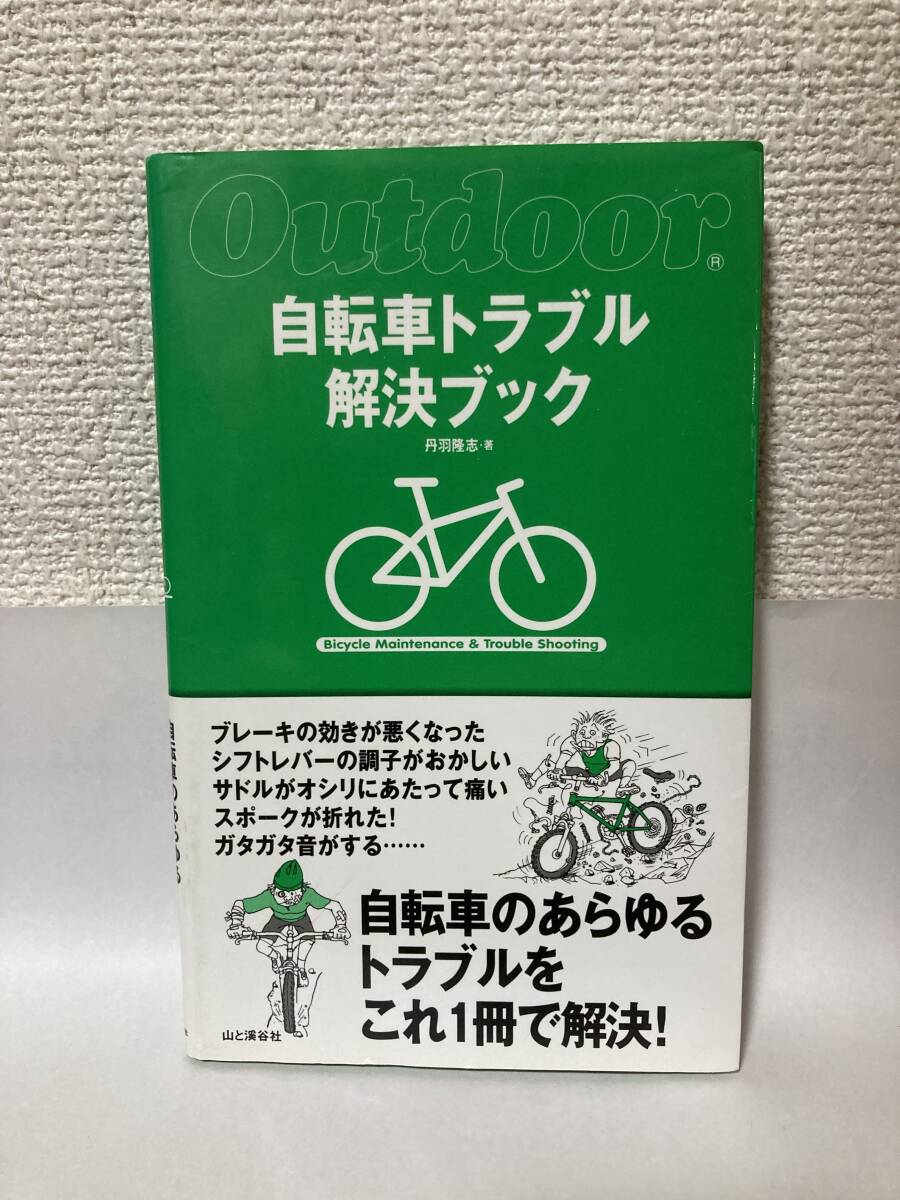 Outdoor®
自転車トラブル
解決ブック
丹羽隆志・著
Bicycle Maintenance & Trouble Shooting
ブレーキの効きが悪くなった
シフトレバーの調子がおかしい
サドルがオシリにあたって痛い
スポークが折れた!
ガタガタ音がする……
自転車のあらゆる
トラブルを
これ1冊で解決!
山と溪谷社